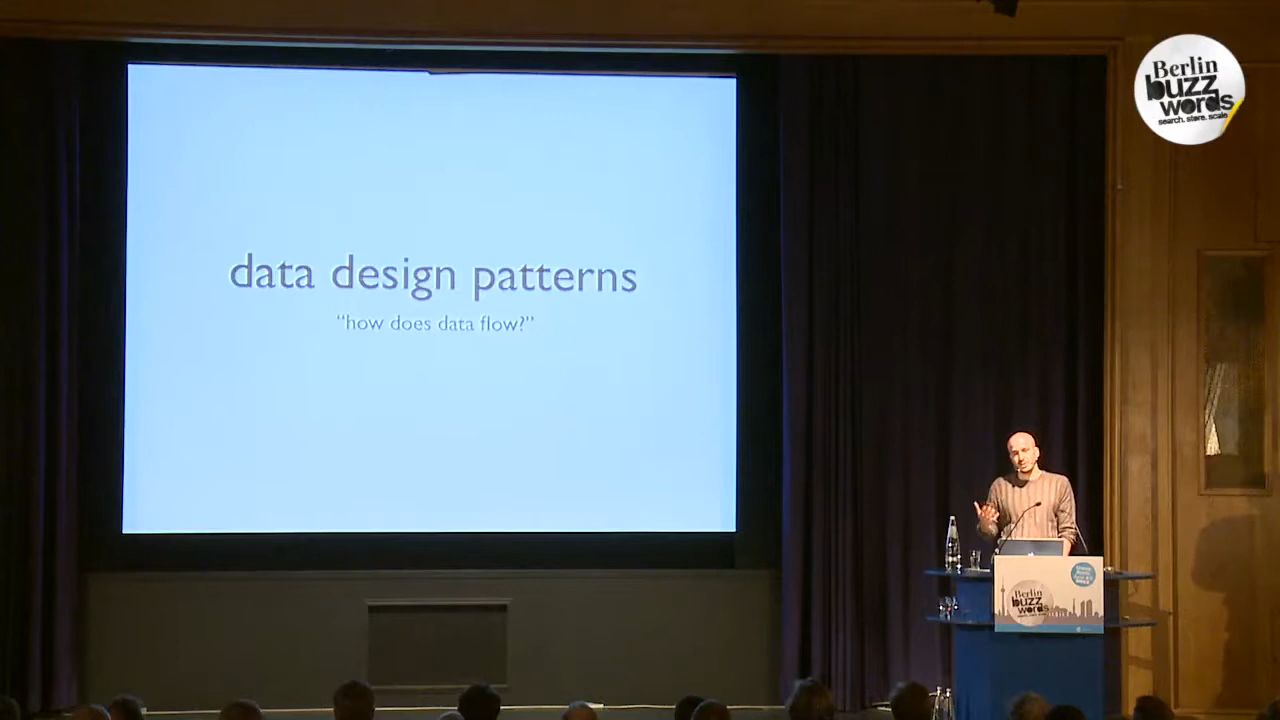 data design patterns
“how does data flow?”
Berlin
buzz
words
search. store. scale
Berlin
buzz
words